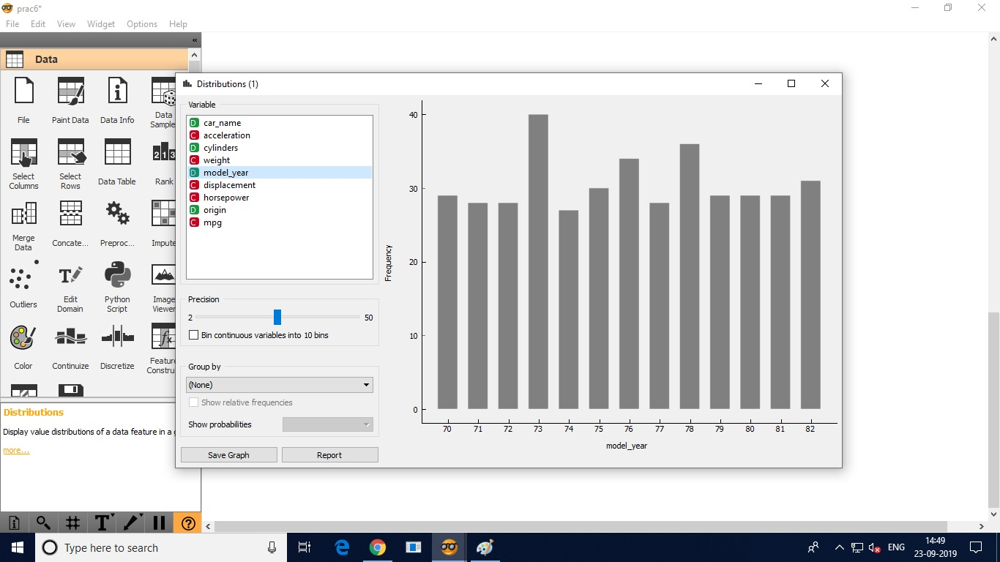 prac6*
File Edit View Widget Options Help
«
Data
File
Paint Data
Data Info
Data
Sample
Select
Columns
Select
Rows
Data Table
Rank
Merge
Data
Concate...
Preproc...
Impute
Outliers
Edit
Domain
Python
Script
Image
Viewer
Color
Continuize
Discretize
Feature
Constru
Distributions
Display value distributions of a data feature in a g
more...
Distributions (1)
Variable
D car_name
C acceleration
D cylinders
C weight
D model_year
C displacement
C horsepower
D origin
C mpg
Precision
2 50
Bin continuous variables into 10 bins
Group by
(None)
Show relative frequencies
Show probabilities
Save Graph Report
Frequency
40
30
20
10
0
70 71 72 73 74 75 76 77 78 79 80 81 82
model_year
Type here to search
ENG
14:49
23-09-2019